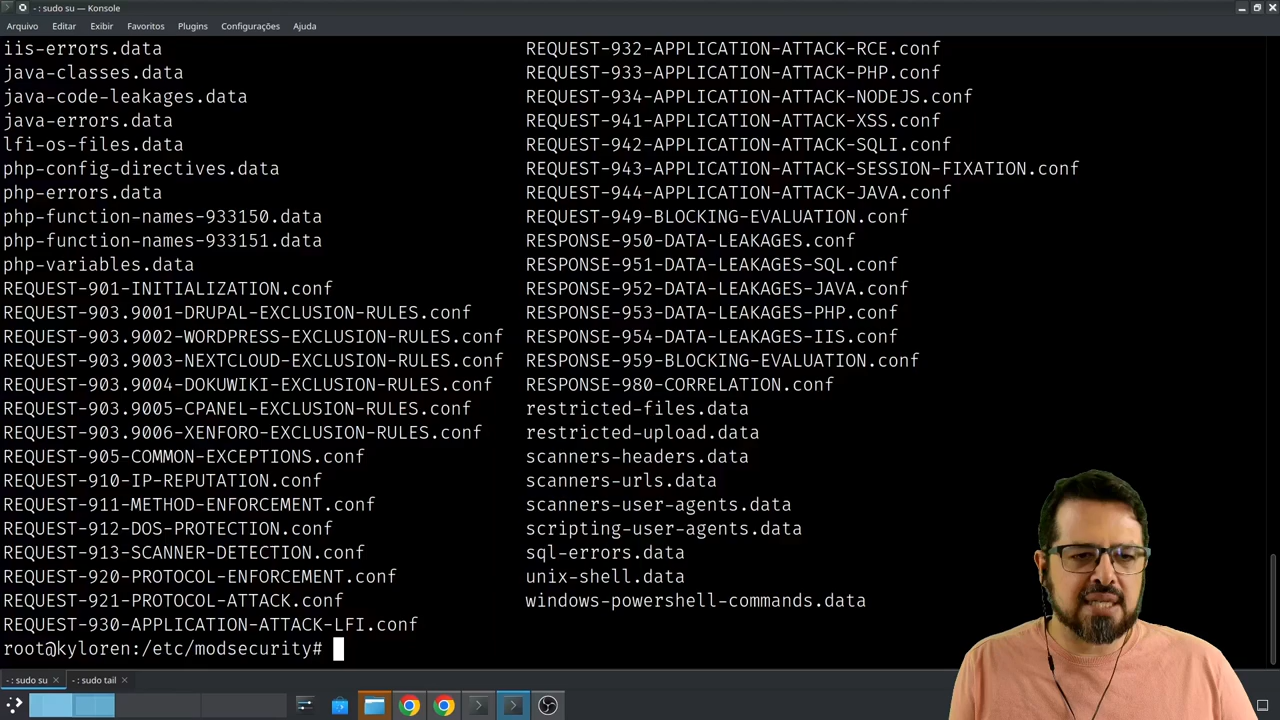 - : sudo su — Konsole
Arquivo Editar Exibir Favoritos Plugins Configurações Ajuda
iis-errors.data REQUEST-932-APPLICATION-ATTACK-RCE.conf
java-classes.data REQUEST-933-APPLICATION-ATTACK-PHP.conf
java-code-leakages.data REQUEST-934-APPLICATION-ATTACK-NODEJS.conf
java-errors.data REQUEST-941-APPLICATION-ATTACK-XSS.conf
lfi-os-files.data REQUEST-942-APPLICATION-ATTACK-SQLI.conf
php-config-directives.data REQUEST-943-APPLICATION-ATTACK-SESSION-FIXATION.conf
php-errors.data REQUEST-944-APPLICATION-ATTACK-JAVA.conf
php-function-names-933150.data REQUEST-949-BLOCKING-EVALUATION.conf
php-function-names-933151.data RESPONSE-950-DATA-LEAKAGES.conf
php-variables.data RESPONSE-951-DATA-LEAKAGES-SQL.conf
REQUEST-901-INITIALIZATION.conf RESPONSE-952-DATA-LEAKAGES-JAVA.conf
REQUEST-903.9001-DRUPAL-EXCLUSION-RULES.conf RESPONSE-953-DATA-LEAKAGES-PHP.conf
REQUEST-903.9002-WORDPRESS-EXCLUSION-RULES.conf RESPONSE-954-DATA-LEAKAGES-IIS.conf
REQUEST-903.9003-NEXTCLOUD-EXCLUSION-RULES.conf RESPONSE-959-BLOCKING-EVALUATION.conf
REQUEST-903.9004-DOKUWIKI-EXCLUSION-RULES.conf RESPONSE-980-CORRELATION.conf
REQUEST-903.9005-CPANEL-EXCLUSION-RULES.conf restricted-files.data
REQUEST-903.9006-XENFORO-EXCLUSION-RULES.conf restricted-upload.data
REQUEST-905-COMMON-EXCEPTIONS.conf scanners-headers.data
REQUEST-910-IP-REPUTATION.conf scanners-urls.data
REQUEST-911-METHOD-ENFORCEMENT.conf scanners-user-agents.data
REQUEST-912-DOS-PROTECTION.conf scripting-user-agents.data
REQUEST-913-SCANNER-DETECTION.conf sql-errors.data
REQUEST-920-PROTOCOL-ENFORCEMENT.conf unix-shell.data
REQUEST-921-PROTOCOL-ATTACK.conf windows-powershell-commands.data
REQUEST-930-APPLICATION-ATTACK-LFI.conf
root@kyloren:/etc/modsecurity#
- : sudo su - : sudo tail